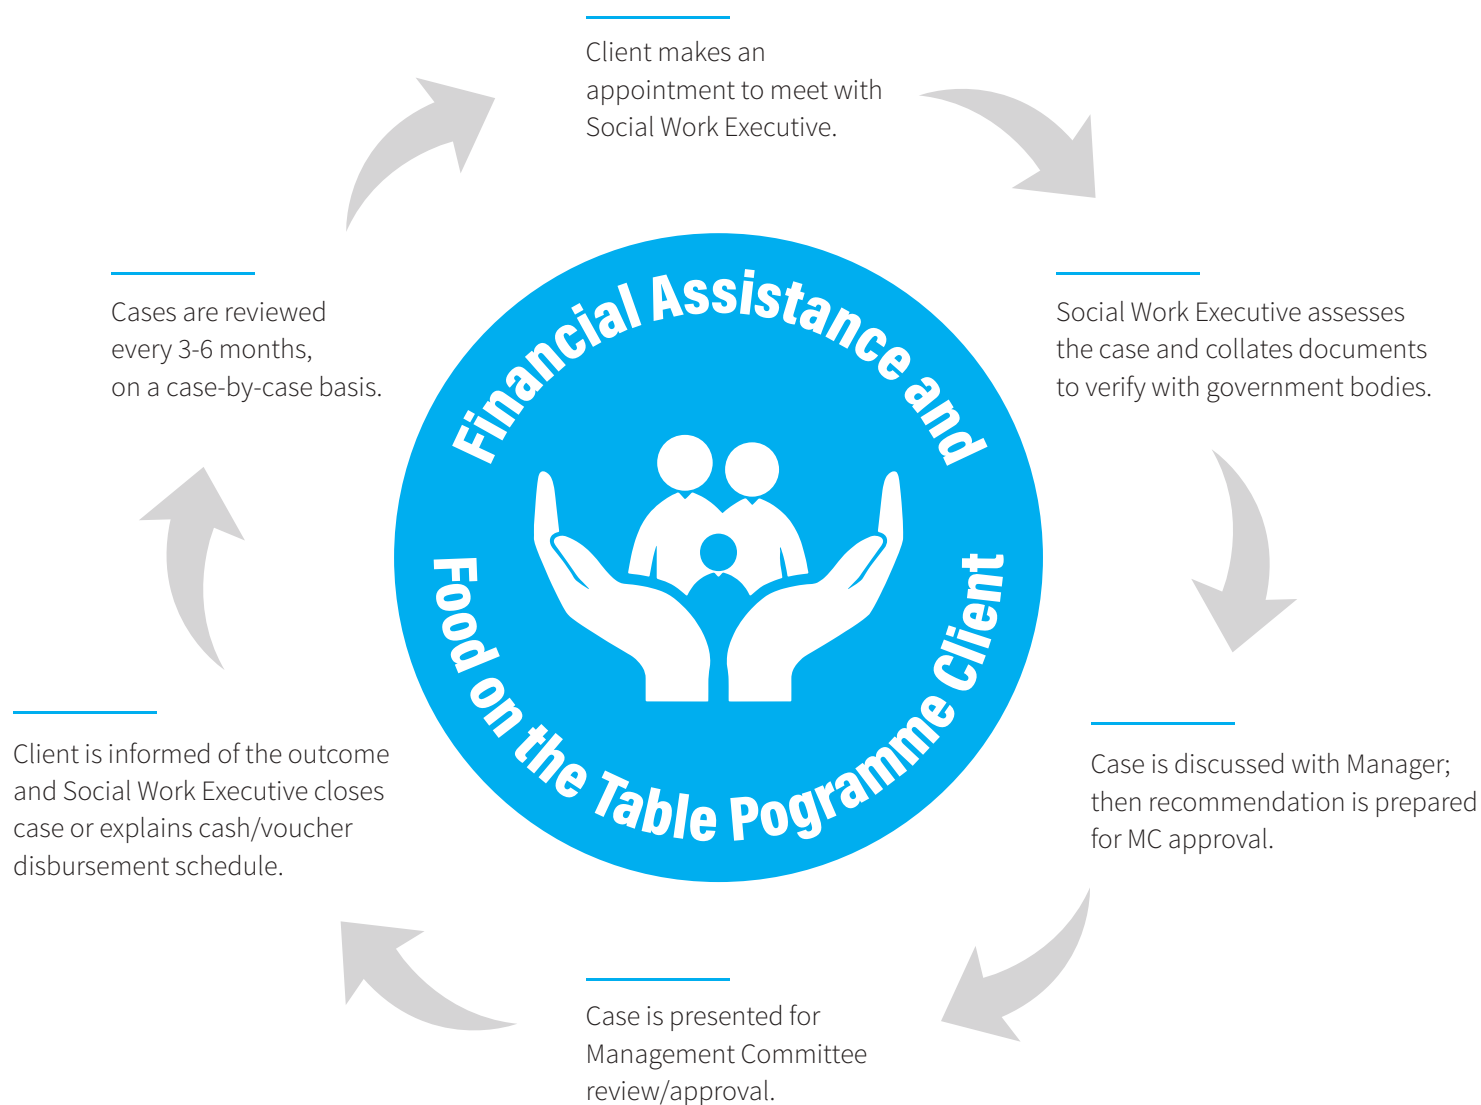 Client makes an
appointment to meet with
Social Work Executive.
Social Work Executive assesses
the case and collates documents
to verify with government bodies.
Case is discussed with Manager;
then recommendation is prepared
for MC approval.
Case is presented for
Management Committee
review/approval.
Client is informed of the outcome
and Social Work Executive closes
case or explains cash/voucher
disbursement schedule.
Cases are reviewed
every 3-6 months,
on a case-by-case basis.
Financial Assistance and
Food on the Table Pogramme Client